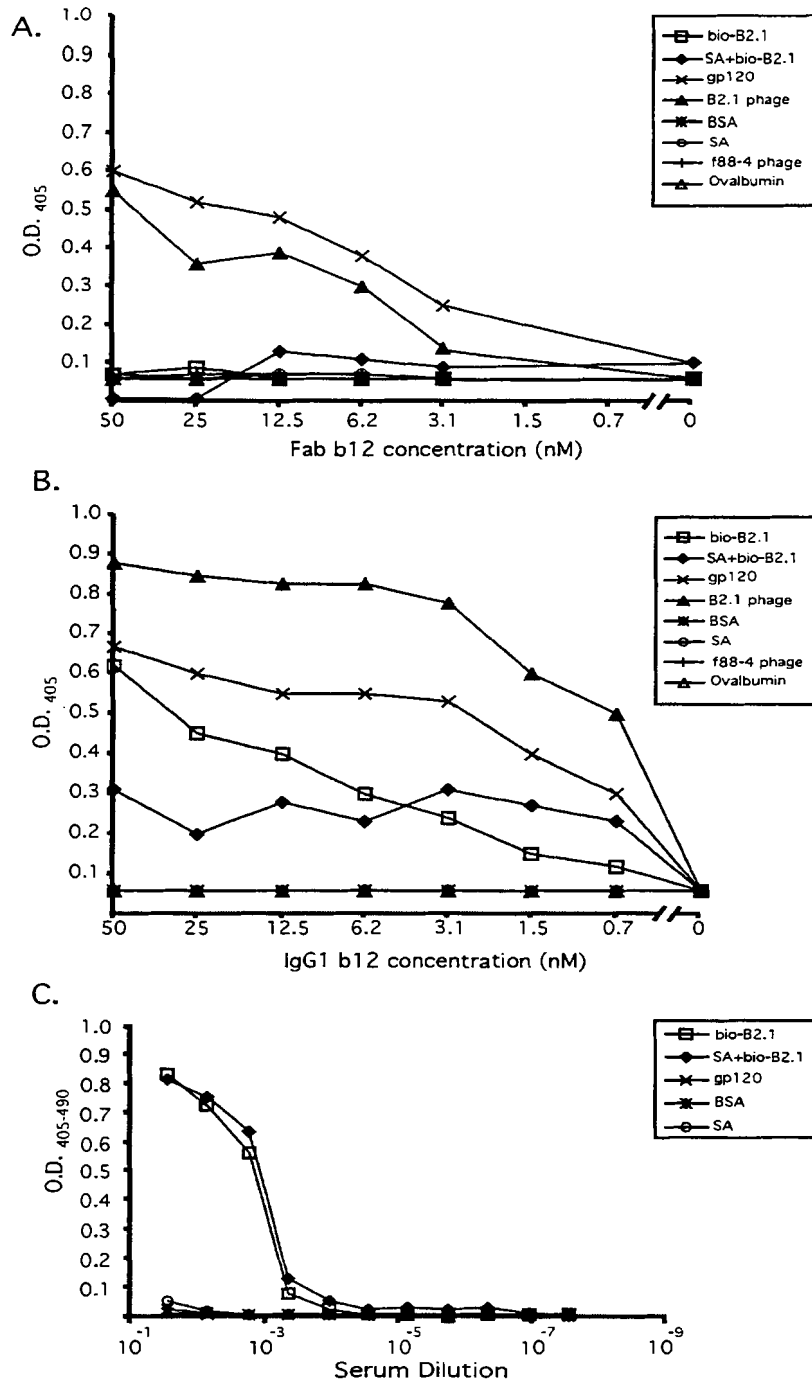 A.
1.0
0.9
0.8
0.7
0.6
0.5
0.4
0.3
0.2
0.1
O.D. 405
50 25 12.5 6.2 3.1 1.5 0.7 0
Fab b12 concentration (nM)
bio-B2.1
SA+bio-B2.1
gp120
B2.1 phage
BSA
SA
f88-4 phage
Ovalbumin
B.
1.0
0.9
0.8
0.7
0.6
0.5
0.4
0.3
0.2
0.1
O.D. 405
50 25 12.5 6.2 3.1 1.5 0.7 0
IgG1 b12 concentration (nM)
bio-B2.1
SA+bio-B2.1
gp120
B2.1 phage
BSA
SA
f88-4 phage
Ovalbumin
C.
1.0
0.9
0.8
0.7
0.6
0.5
0.4
0.3
0.2
0.1
O.D. 405-490
10-1 10-3 10-5 10-7 10-9
Serum Dilution
bio-B2.1
SA+bio-B2.1
gp120
BSA
SA